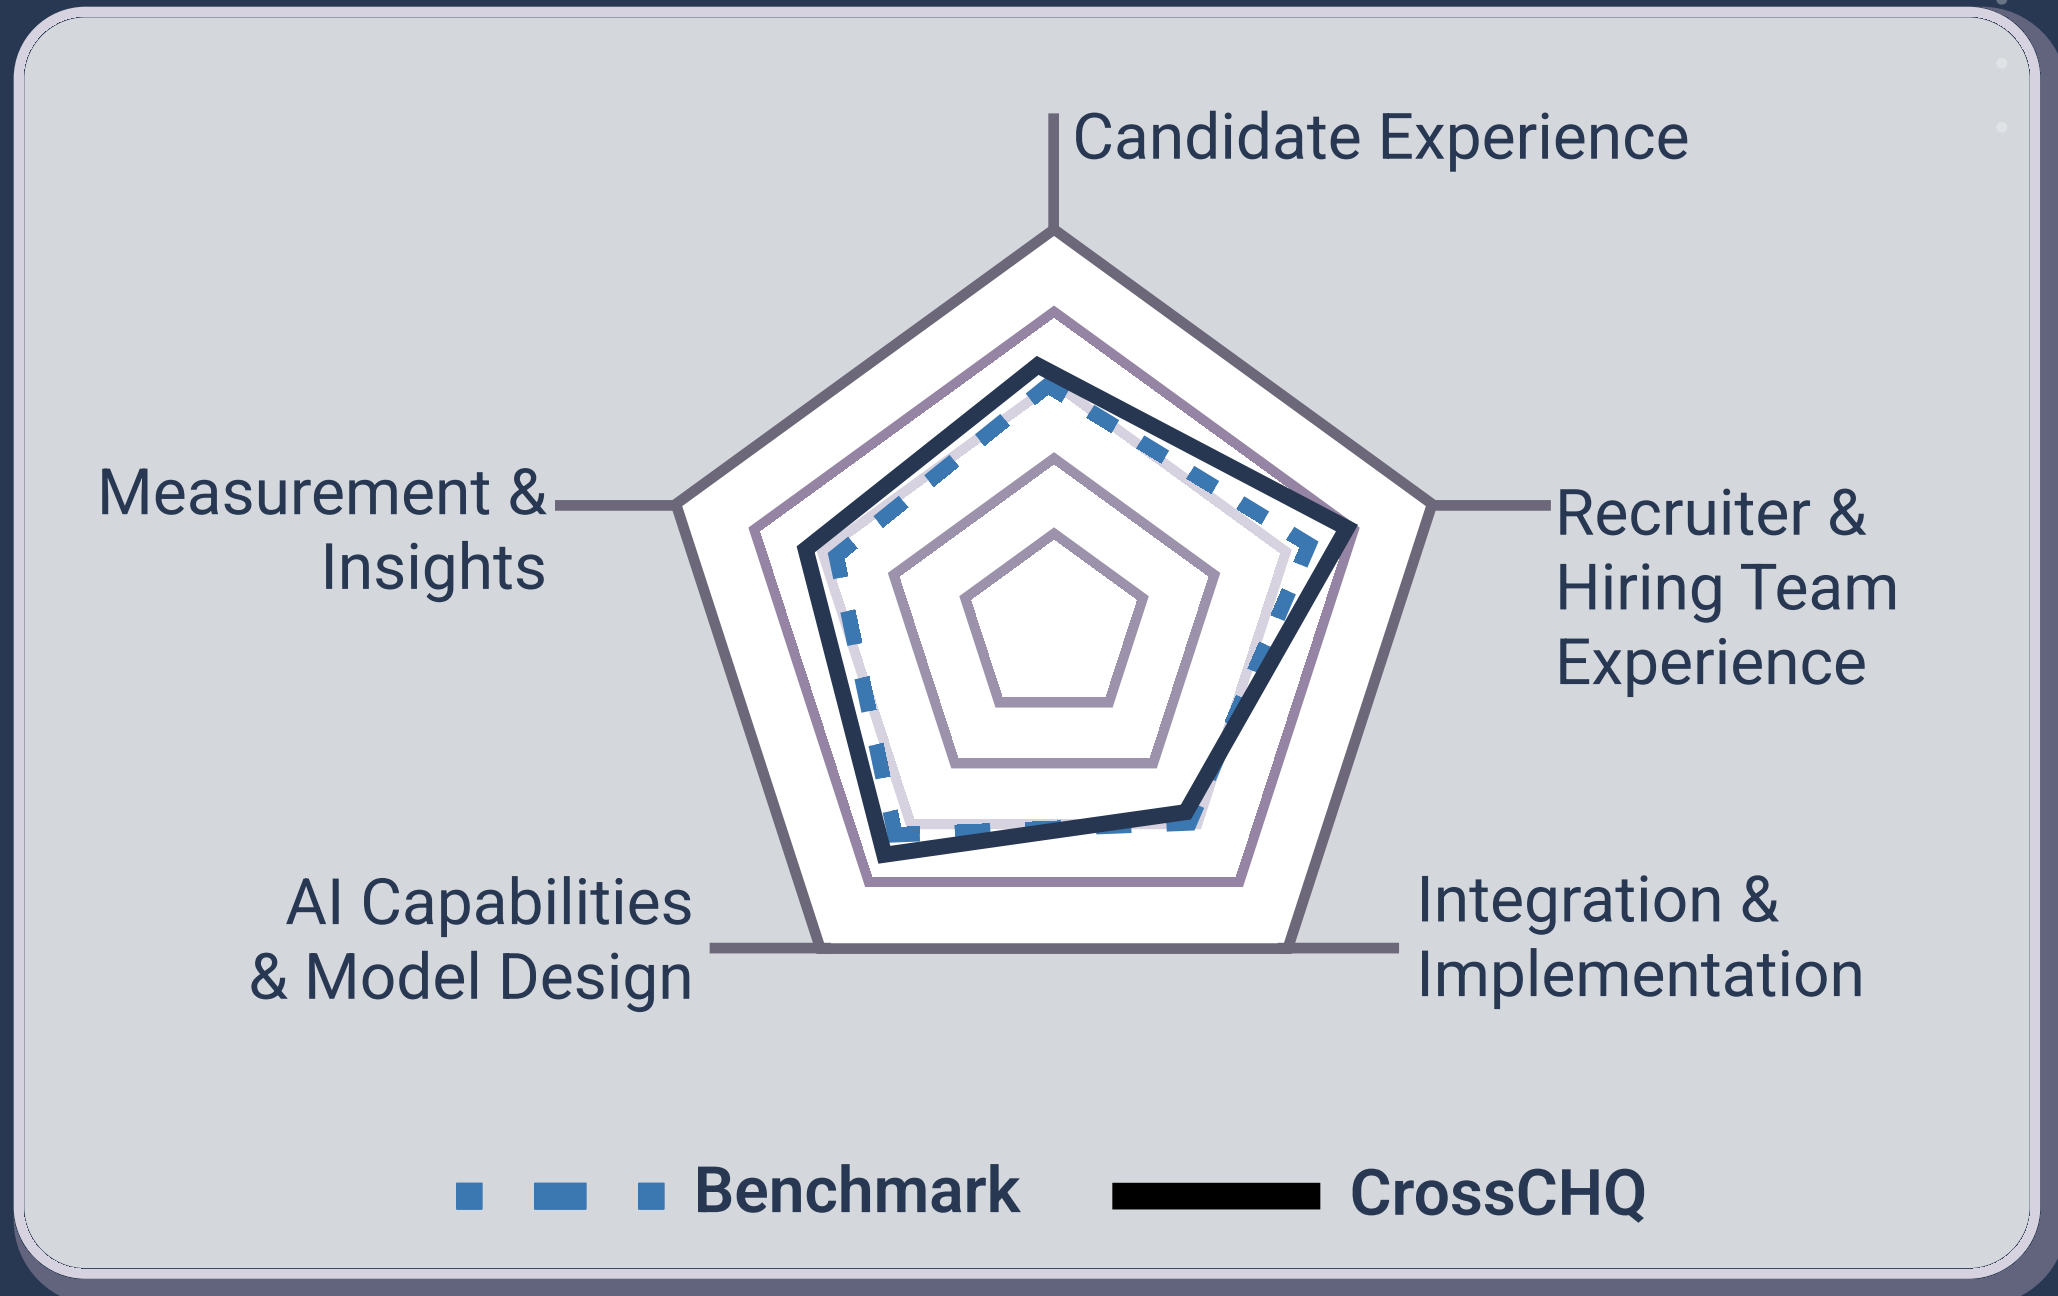 Candidate Experience
Measurement &
Insights
Recruiter &
Hiring Team
Experience
AI Capabilities
& Model Design
Integration &
Implementation
Benchmark
CrossCHQ